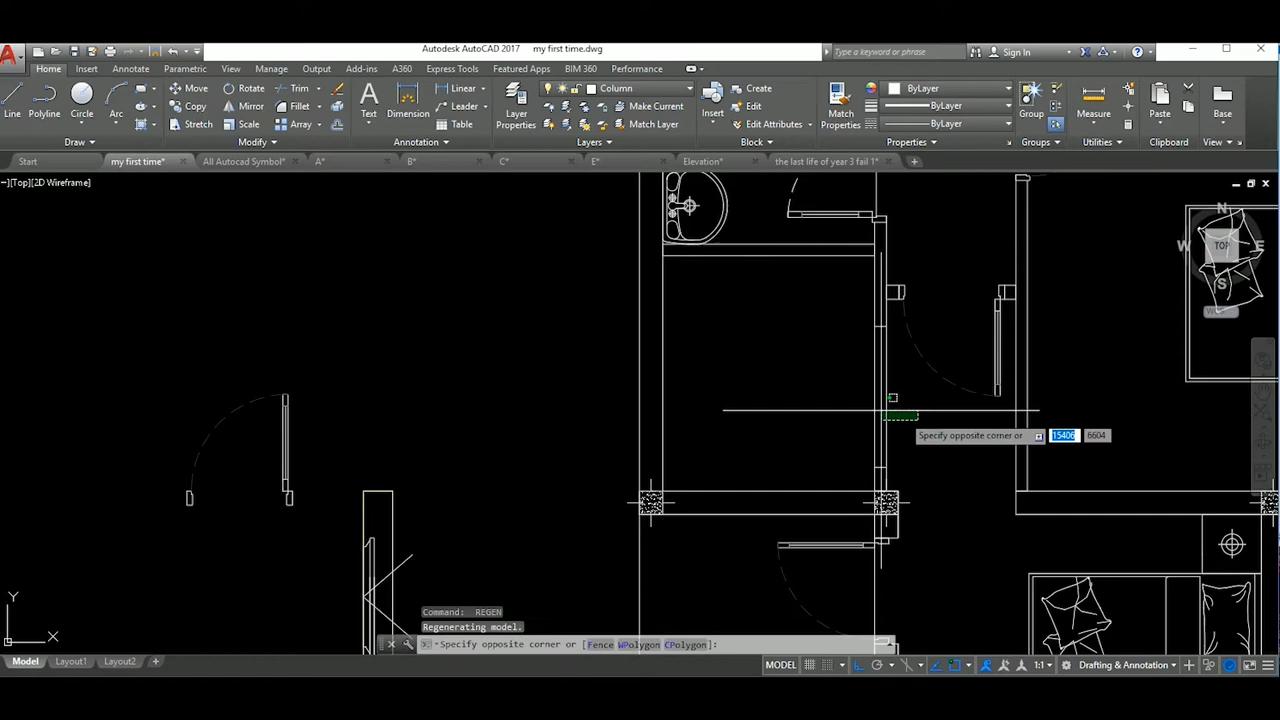 Autodesk AutoCAD 2017 my first time.dwg
Type a keyword or phrase
Sign In
Home Insert Annotate Parametric View Manage Output Add-ins A360 Express Tools Featured Apps BIM 360 Performance
Move Rotate Trim Linear Column Create ByLayer
Copy Mirror Fillet Leader Make Current Edit ByLayer
Stretch Scale Array Table Match Layer Edit Attributes ByLayer
Line Polyline Circle Arc Text Dimension Layer Properties Insert Match Properties Group Measure Paste Base
Draw Modify Annotation Layers Block Properties Groups Utilities Clipboard View
Start my first time* All Autocad Symbol* A* B* C* E* Elevation* the last life of year 3 fail 1*
–][Top][2D Wireframe]
N
W TOP E
S
Specify opposite corner or 15406 6604
Y
X
Command: REGEN
Regenerating model.
Specify opposite corner or [Fence WPolygon CPolygon]:
Model Layout1 Layout2 + MODEL 1:1 Drafting & Annotation